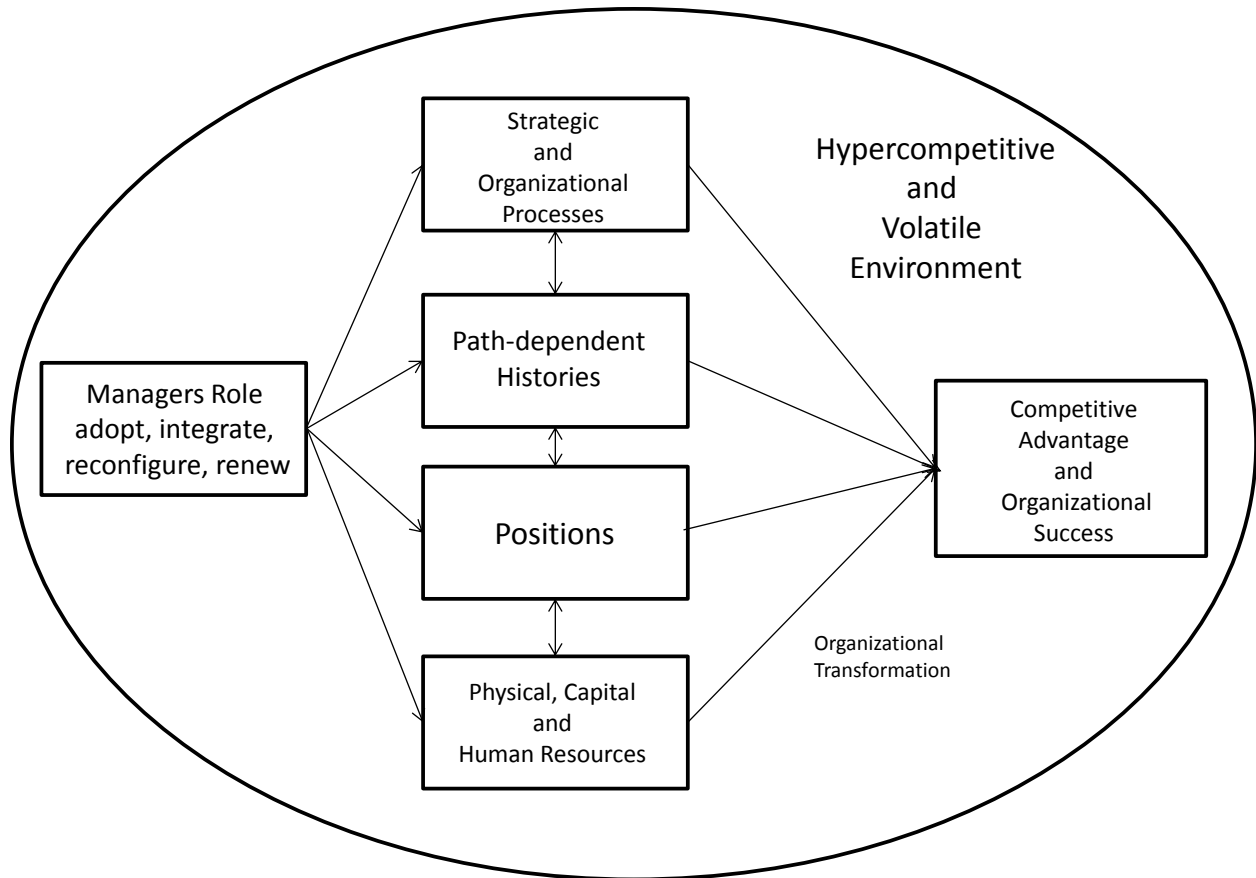 Strategic
and
Organizational
Processes
Hypercompetitive
and
Volatile
Environment
Path-dependent
Histories
Managers Role
adopt, integrate,
reconfigure, renew
Competitive
Advantage
and
Organizational
Success
Positions
Organizational
Transformation
Physical, Capital
and
Human Resources